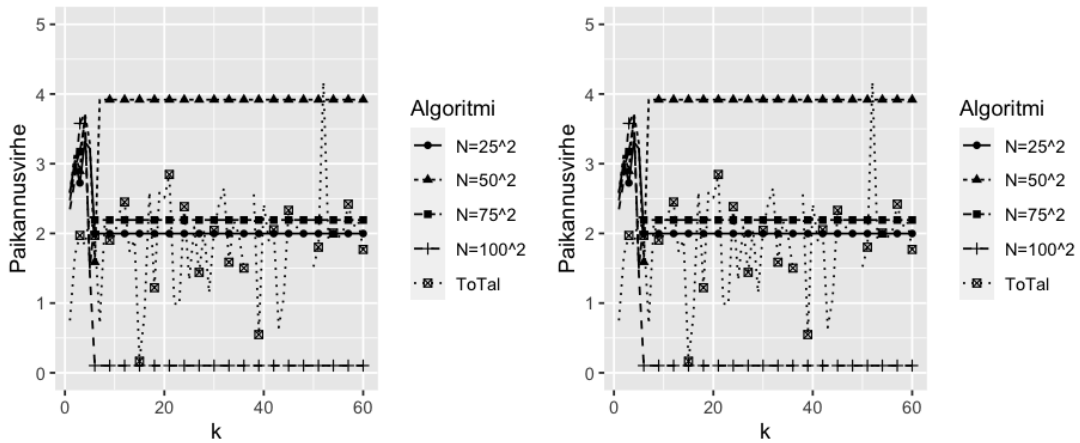 Paikannusvirhe
5
4
3
2
1
0
0
20
40
60
k
Algoritmi
N=25^2
N=50^2
N=75^2
N=100^2
ToTal
Paikannusvirhe
5
4
3
2
1
0
0
20
40
60
k
Algoritmi
N=25^2
N=50^2
N=75^2
N=100^2
ToTal